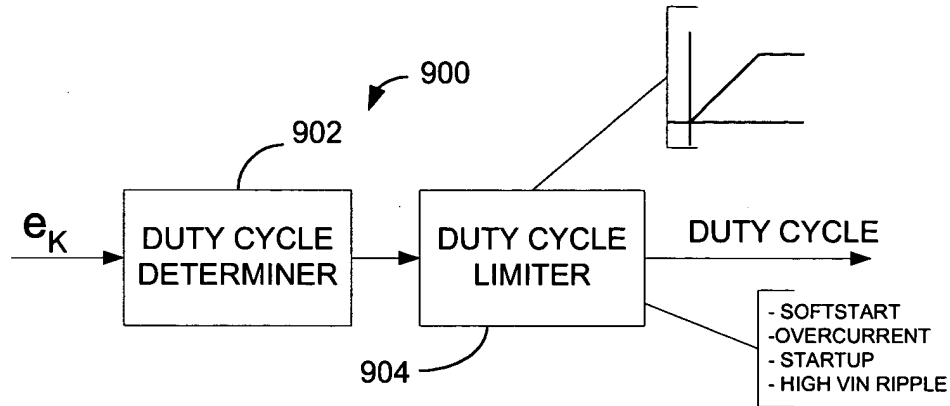 900
902
e_K
DUTY CYCLE
DETERMINER
DUTY CYCLE
LIMITER
DUTY CYCLE
904
- SOFTSTART
-OVERCURRENT
- STARTUP
- HIGH VIN RIPPLE